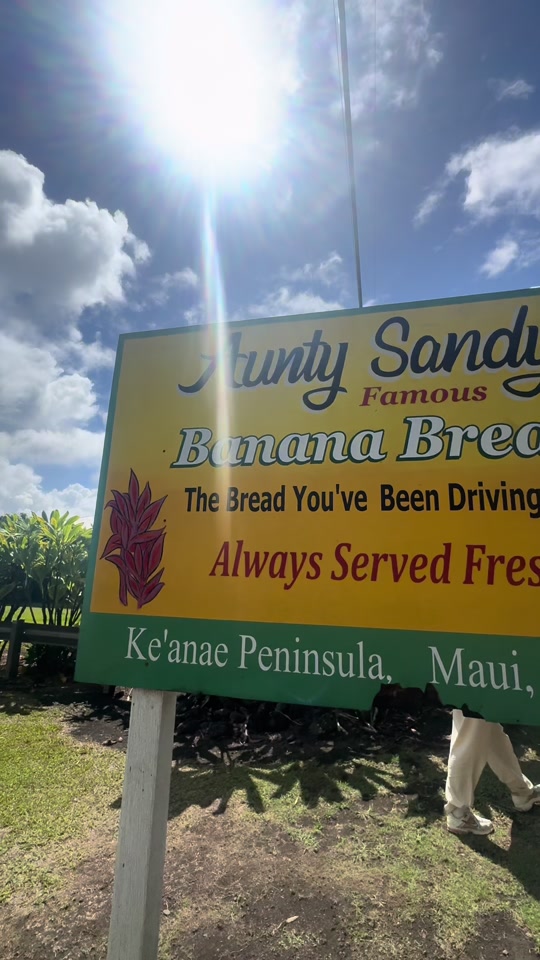 Aunty Sandy
Famous
Banana Brea
The Bread You've Been Driving
Always Served Fres
Ke'anae Peninsula, Maui,